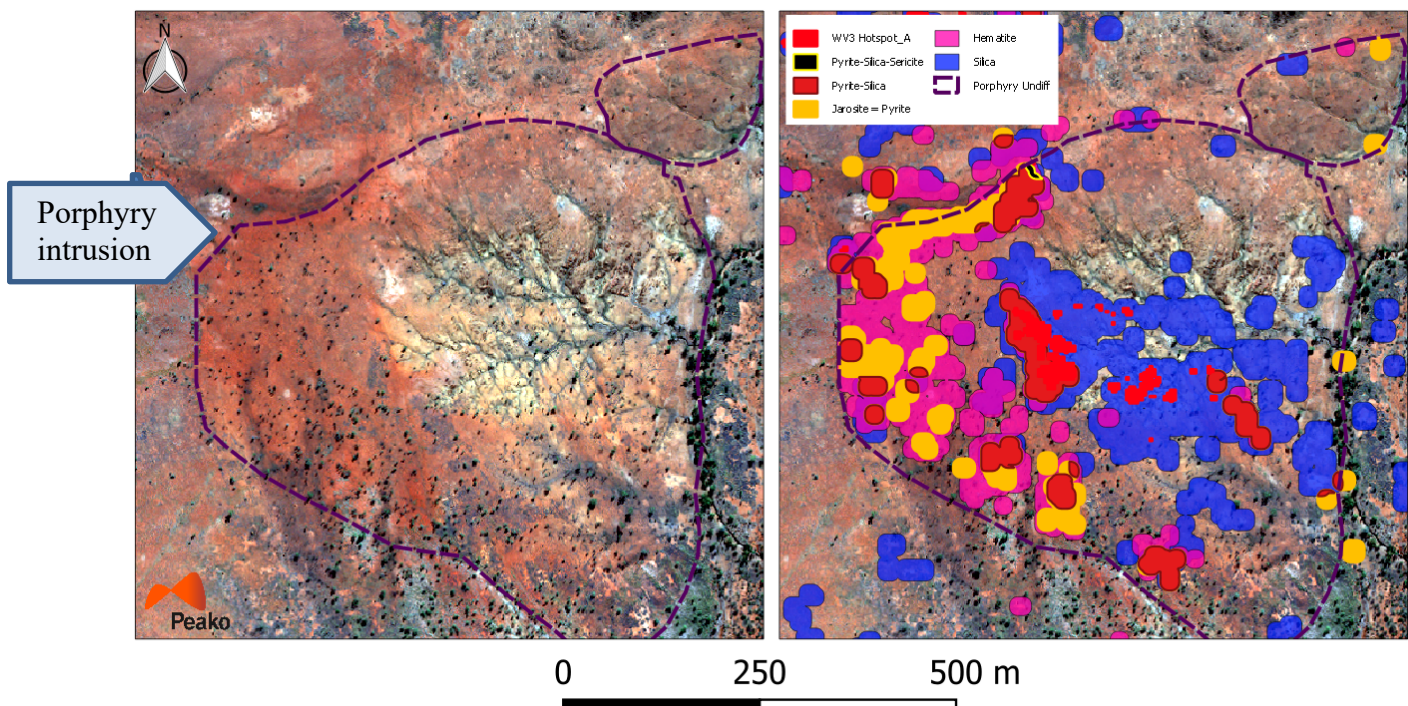 N
Porphyry
intrusion
Peako
WV3 Hotspot_A
Pyrite-Silica-Sericite
Pyrite-Silica
Jarosite = Pyrite
Hematite
Silica
Porphyry Undiff
0 250 500 m